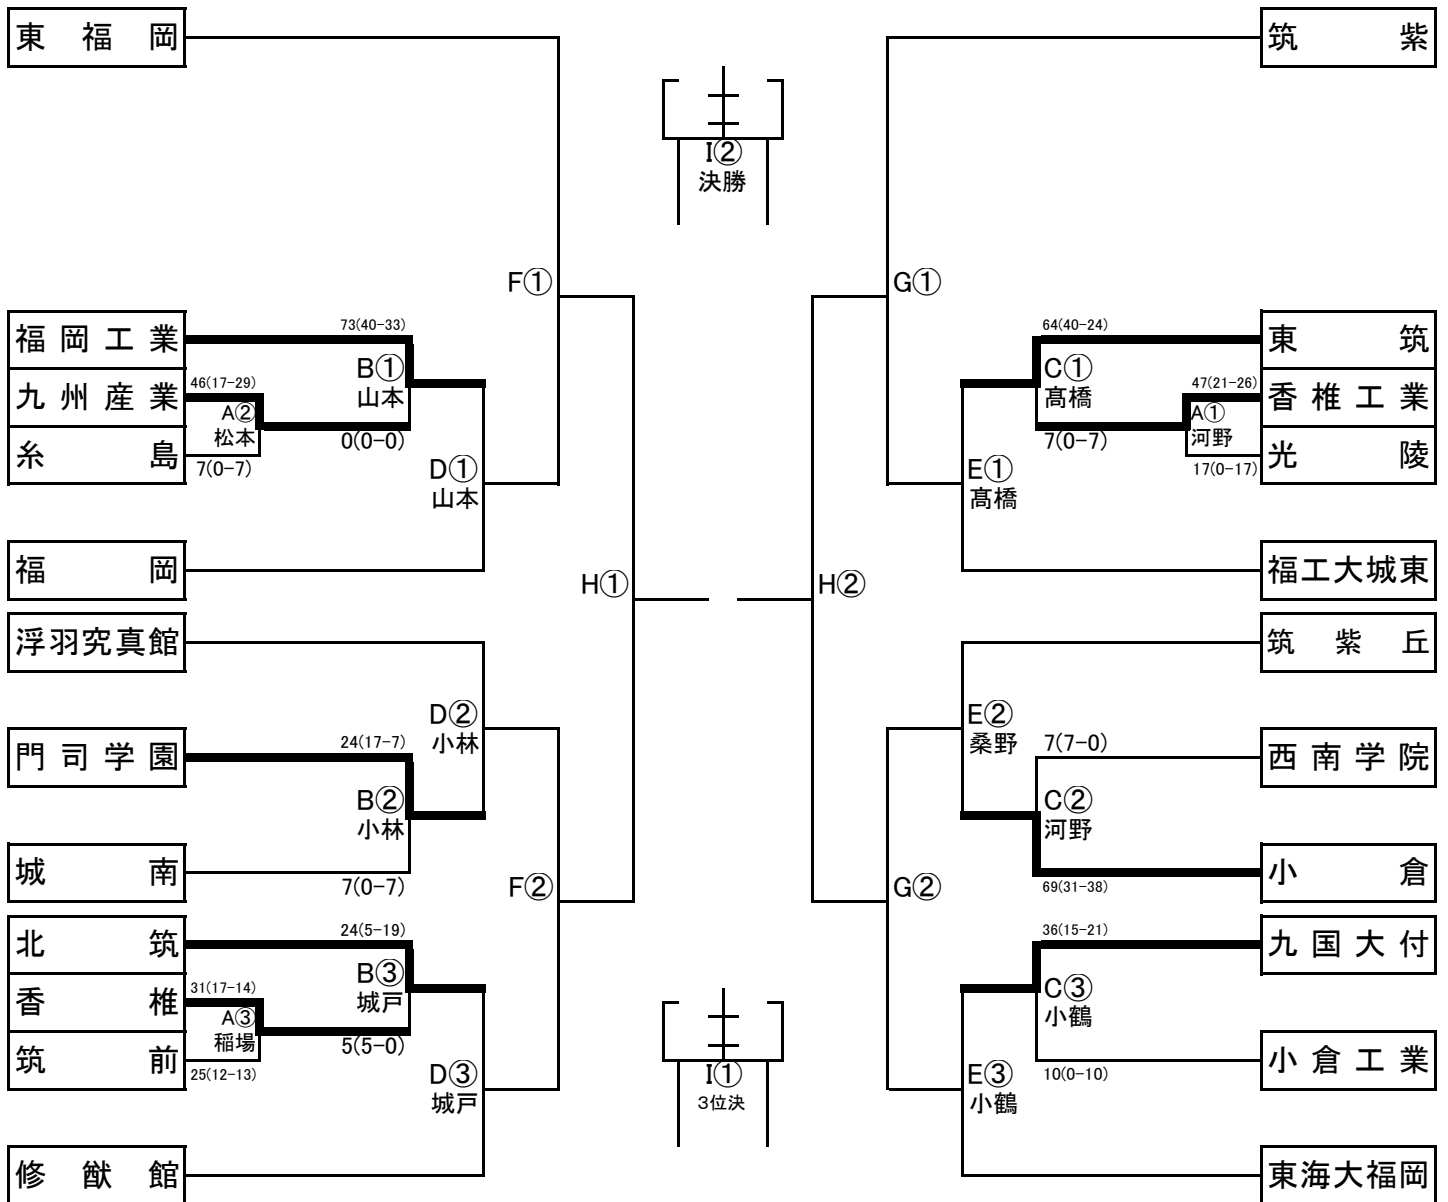 東福岡
筑紫
I②
決勝
F①
G①
福岡工業
73(40-33)
64(40-24)
東筑
B①
山本
C①
髙橋
九州産業
46(17-29)
47(21-26)
香椎工業
A②
松本
A①
河野
0(0-0)
7(0-7)
糸島
7(0-7)
17(0-17)
光陵
D①
山本
E①
髙橋
福岡
福工大城東
H①
H②
浮羽究真館
筑紫丘
D②
小林
E②
桑野
門司学園
24(17-7)
7(7-0)
西南学院
B②
小林
C②
河野
城南
7(0-7)
69(31-38)
小倉
F②
G②
北筑
24(5-19)
36(15-21)
九国大付
B③
城戸
C③
小鶴
香椎
31(17-14)
A③
稲場
5(5-0)
筑前
25(12-13)
10(0-10)
小倉工業
D③
城戸
I①
3位決
E③
小鶴
修猷館
東海大福岡